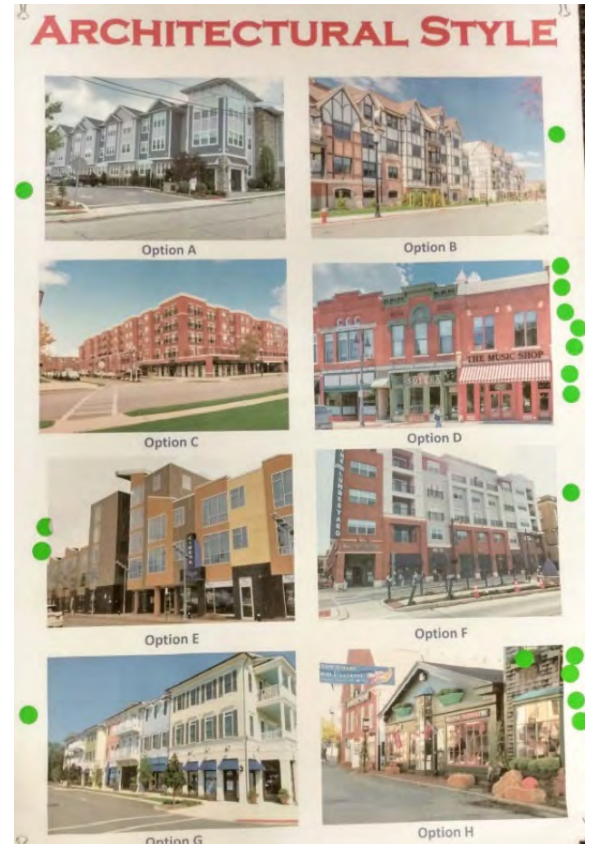 ARCHITECTURAL STYLE
Option A
Option B
Option C
Option D
THE MUSIC SHOP
Option E
Option F
Option G
Option H